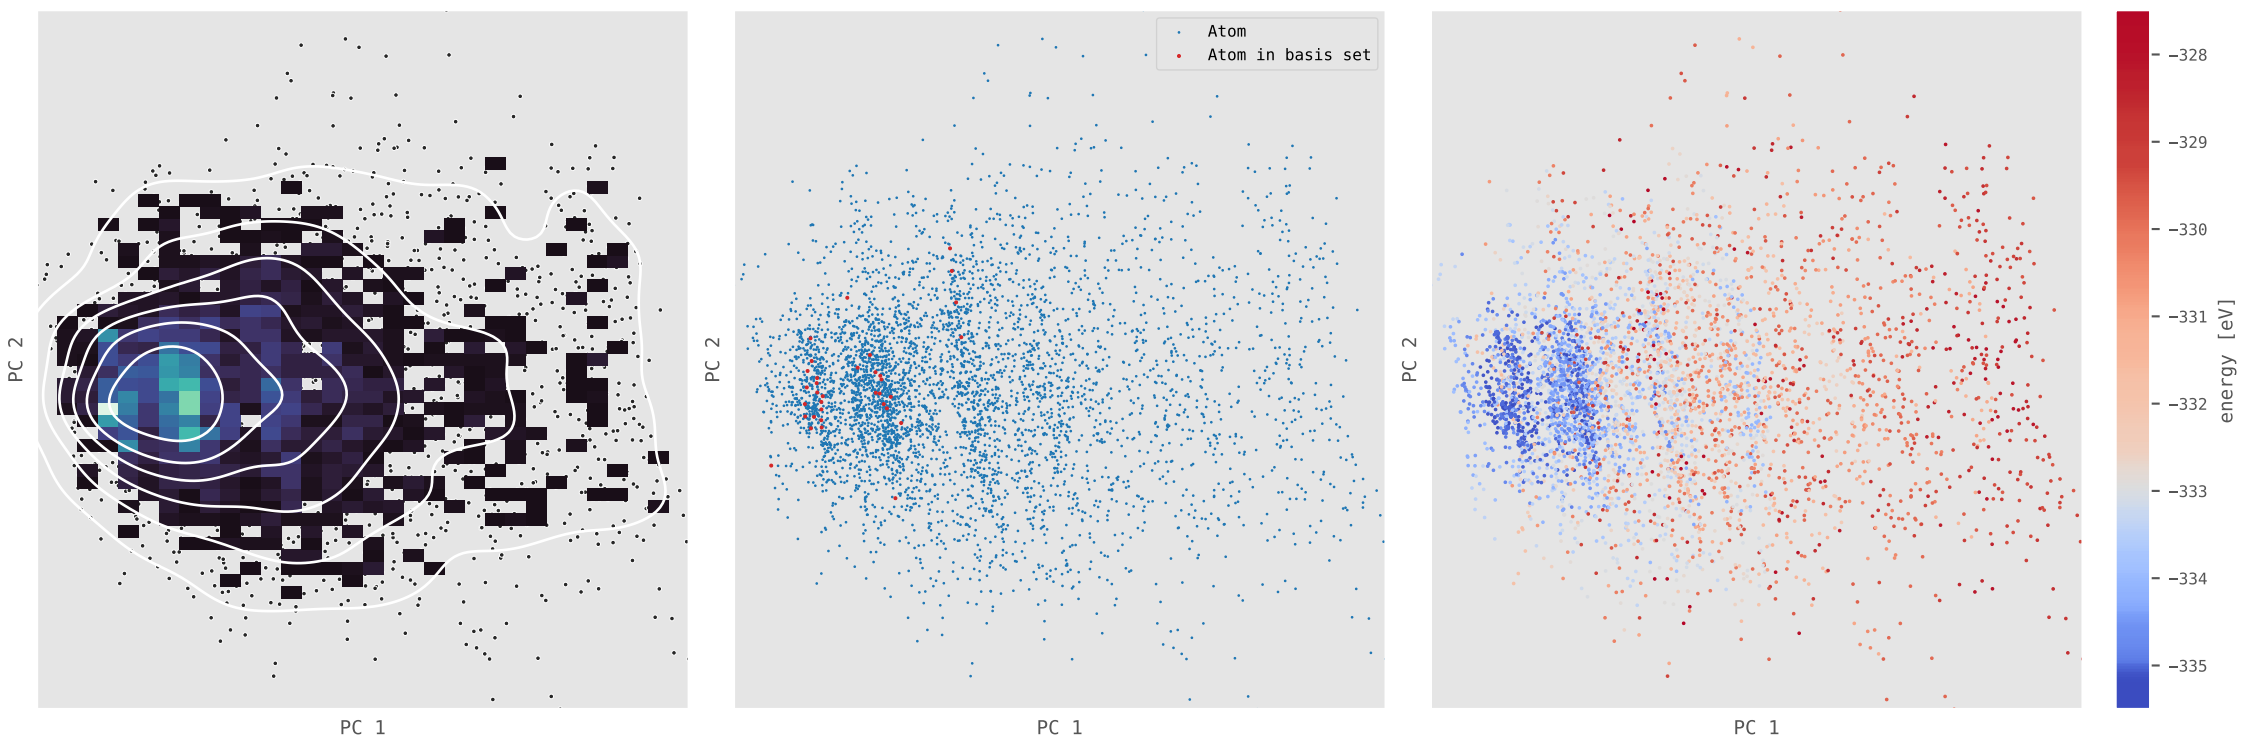 PC 2
PC 1
PC 2
Atom
Atom in basis set
PC 1
PC 2
PC 1
−328
−329
−330
−331
−332
−333
−334
−335
energy [eV]